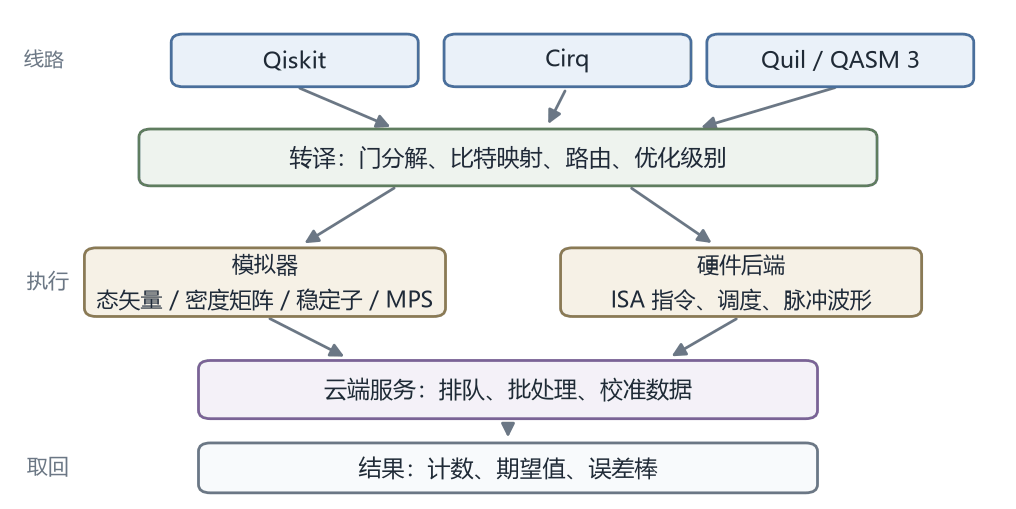 线路
Qiskit
Cirq
Quil / QASM 3
转译：门分解、比特映射、路由、优化级别
执行
模拟器
态矢量 / 密度矩阵 / 稳定子 / MPS
硬件后端
ISA 指令、调度、脉冲波形
云端服务：排队、批处理、校准数据
取回
结果：计数、期望值、误差棒